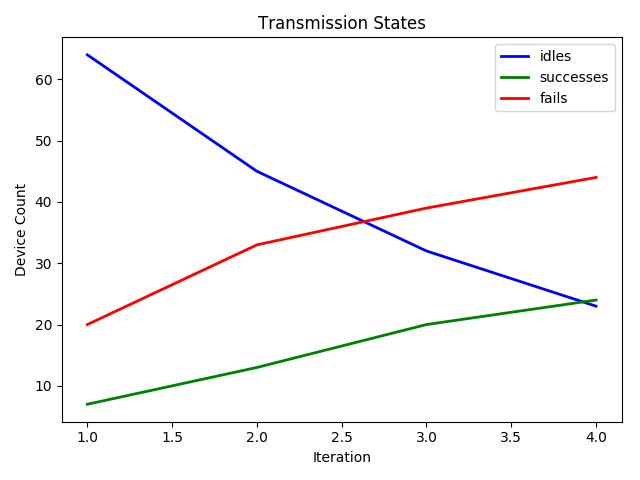 Transmission States
idles
successes
fails
Device Count
60
50
40
30
20
10
1.0 1.5 2.0 2.5 3.0 3.5 4.0
Iteration